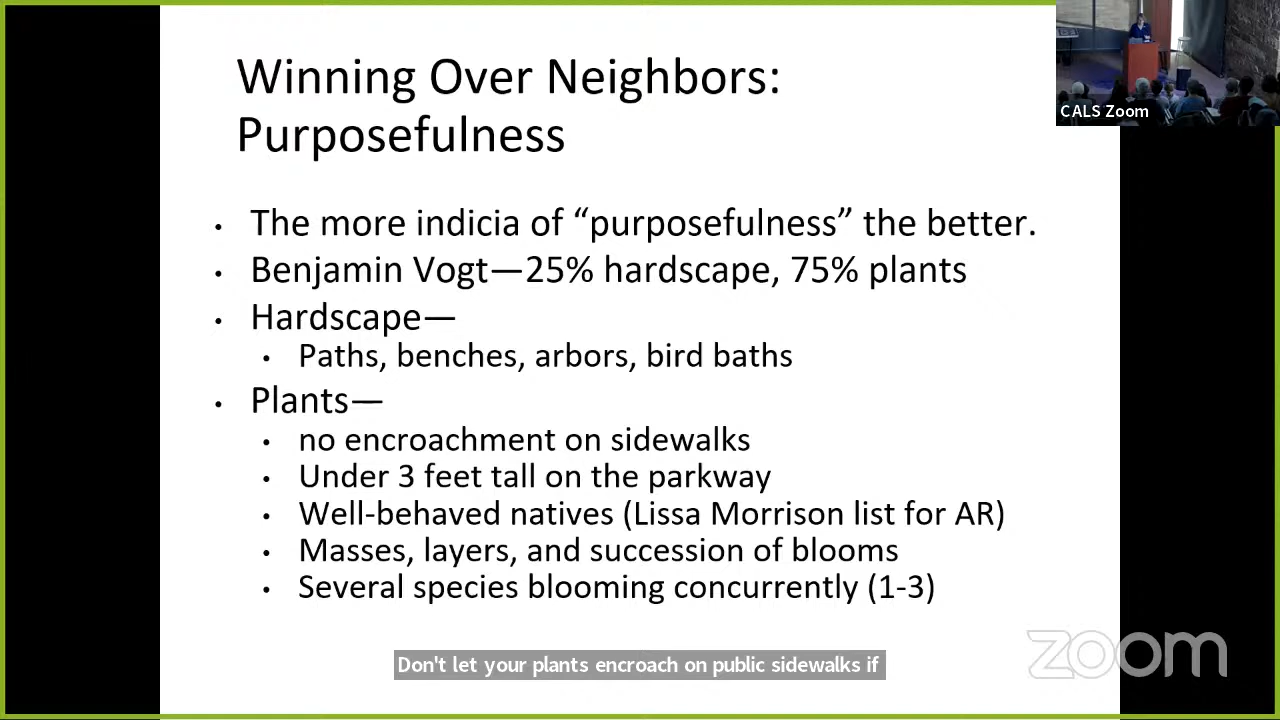 Winning Over Neighbors:
Purposefulness
• The more indicia of “purposefulness” the better.
• Benjamin Vogt—25% hardscape, 75% plants
• Hardscape—
• Paths, benches, arbors, bird baths
• Plants—
• no encroachment on sidewalks
• Under 3 feet tall on the parkway
• Well-behaved natives (Lissa Morrison list for AR)
• Masses, layers, and succession of blooms
• Several species blooming concurrently (1-3)
CALS Zoom
Don't let your plants encroach on public sidewalks if
zoom